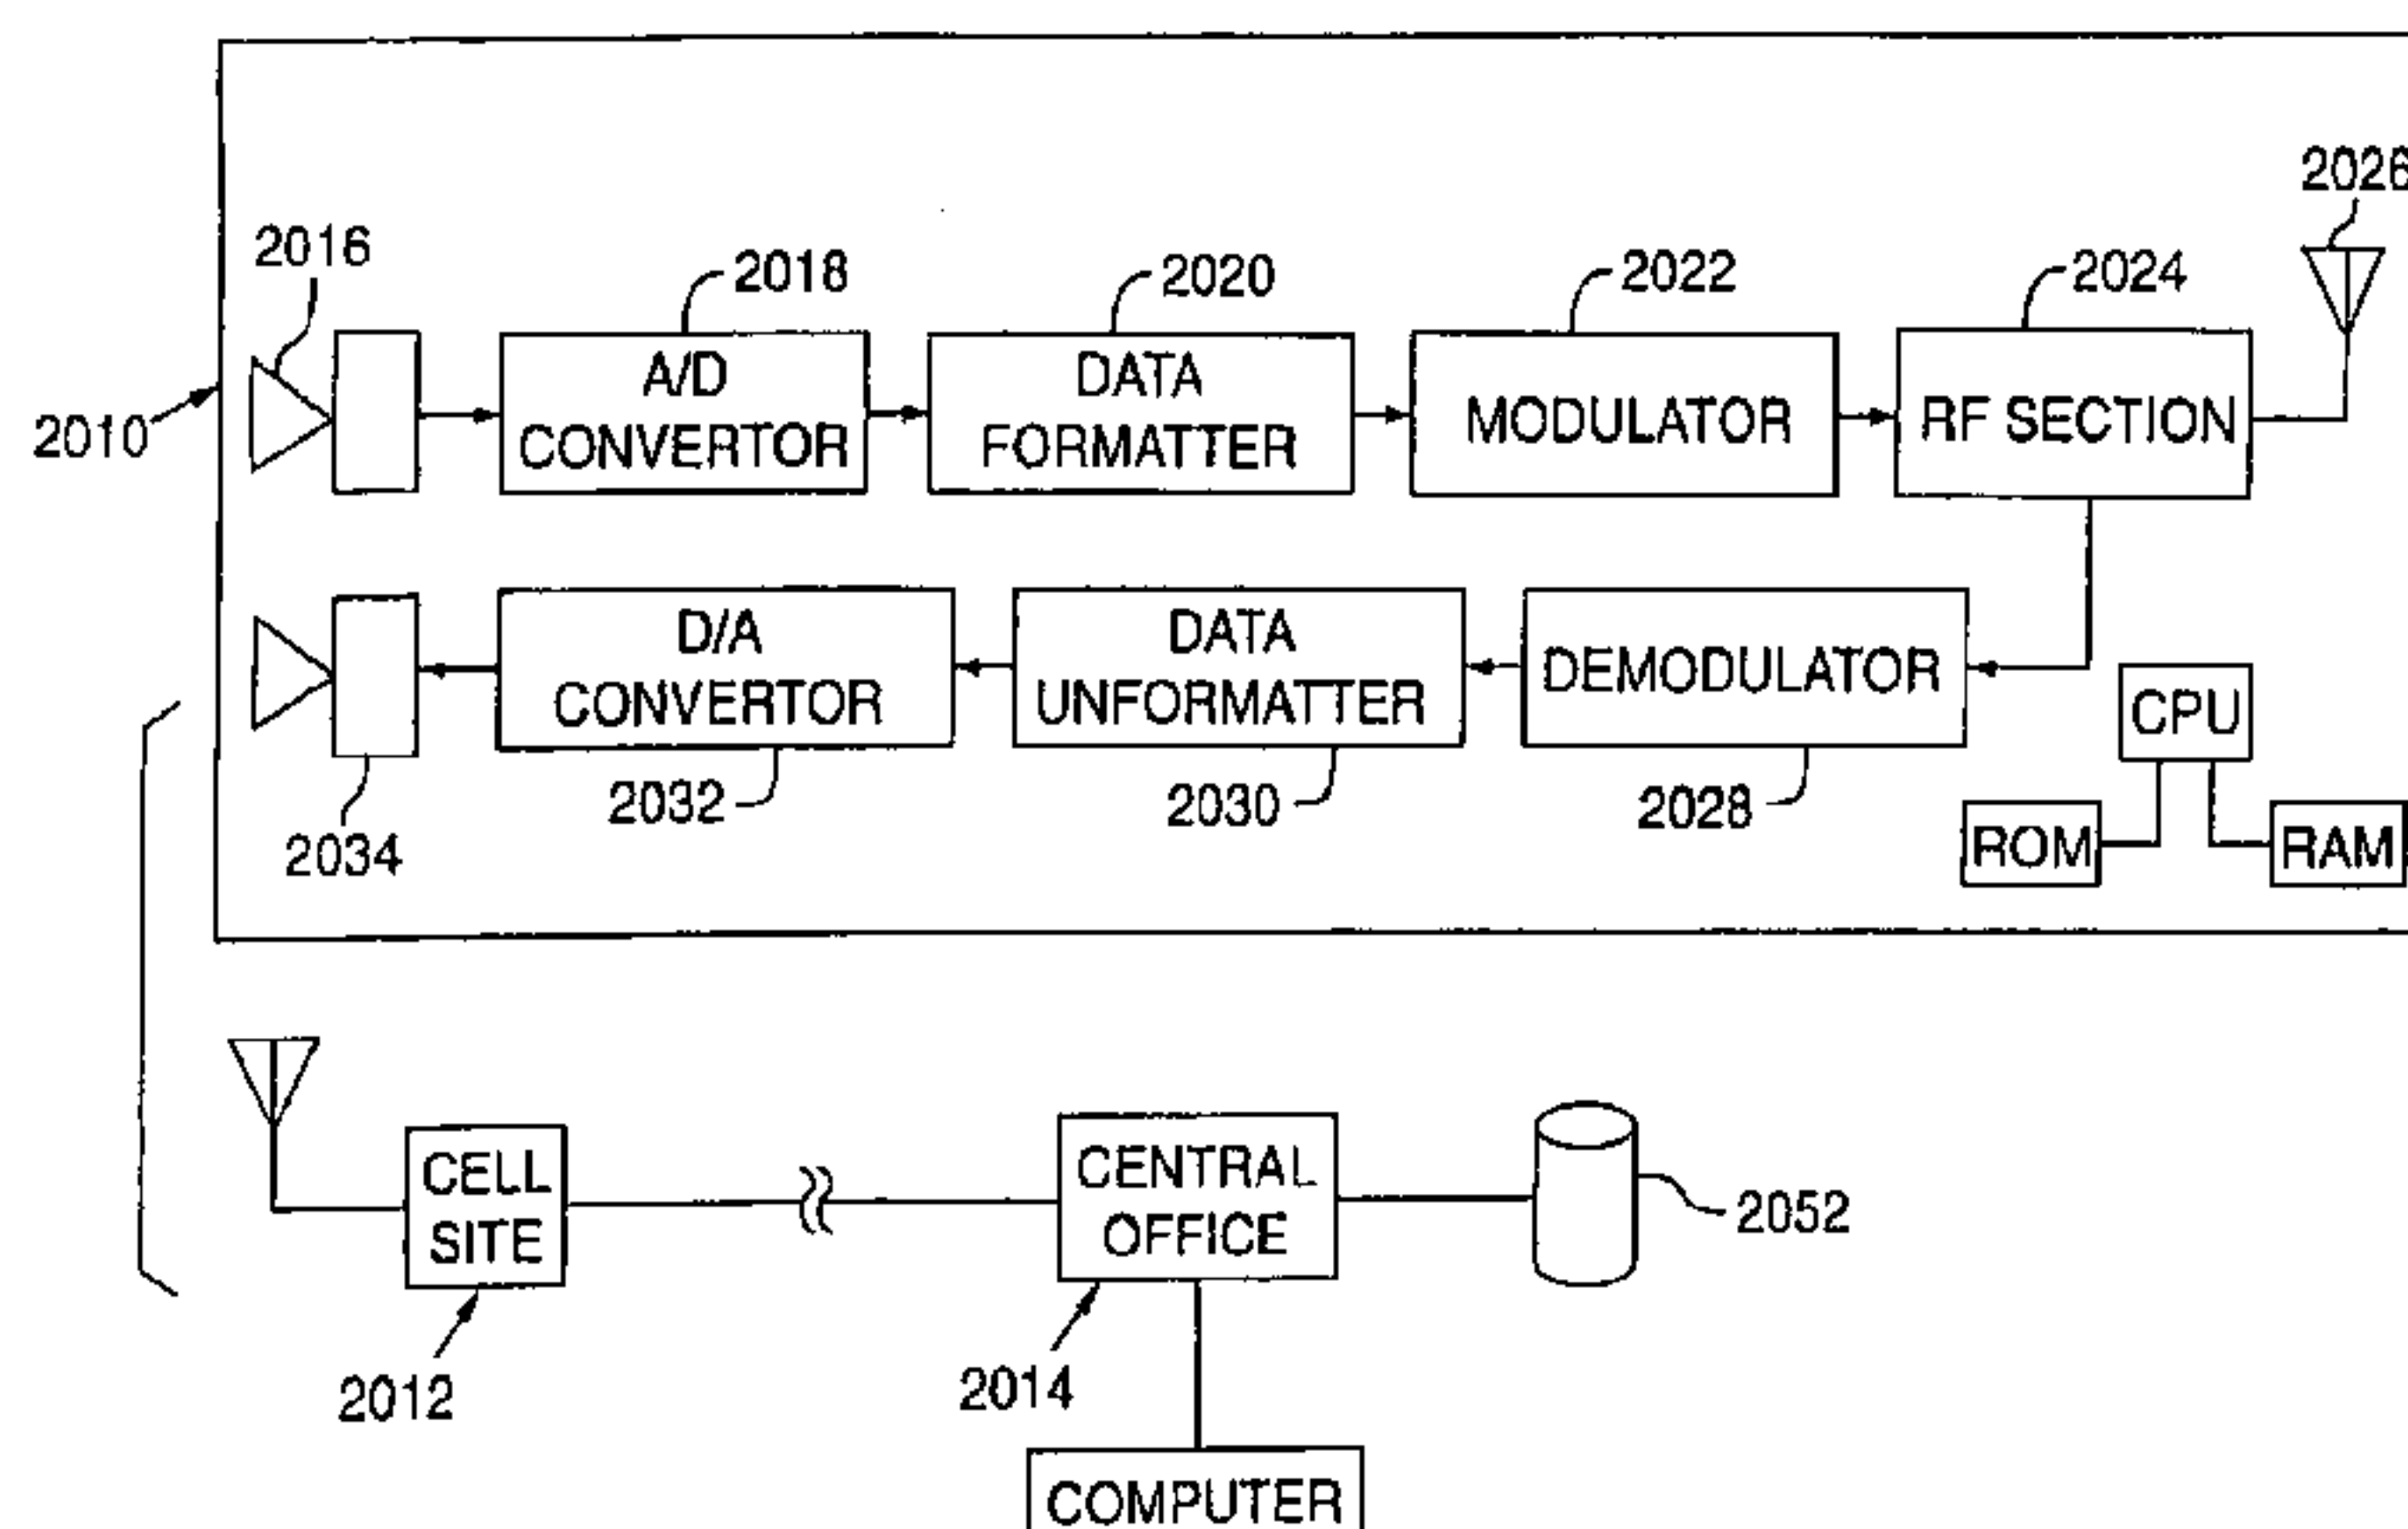 2026
2016
2018
2020
2022
2024
A/D
CONVERTOR
DATA
FORMATTER
MODULATOR
RF SECTION
2010
D/A
CONVERTOR
DATA
UNFORMATTER
DEMODULATOR
CPU
2034
2032
2030
2028
ROM
RAM
CELL
SITE
CENTRAL
OFFICE
2052
2012
2014
COMPUTER